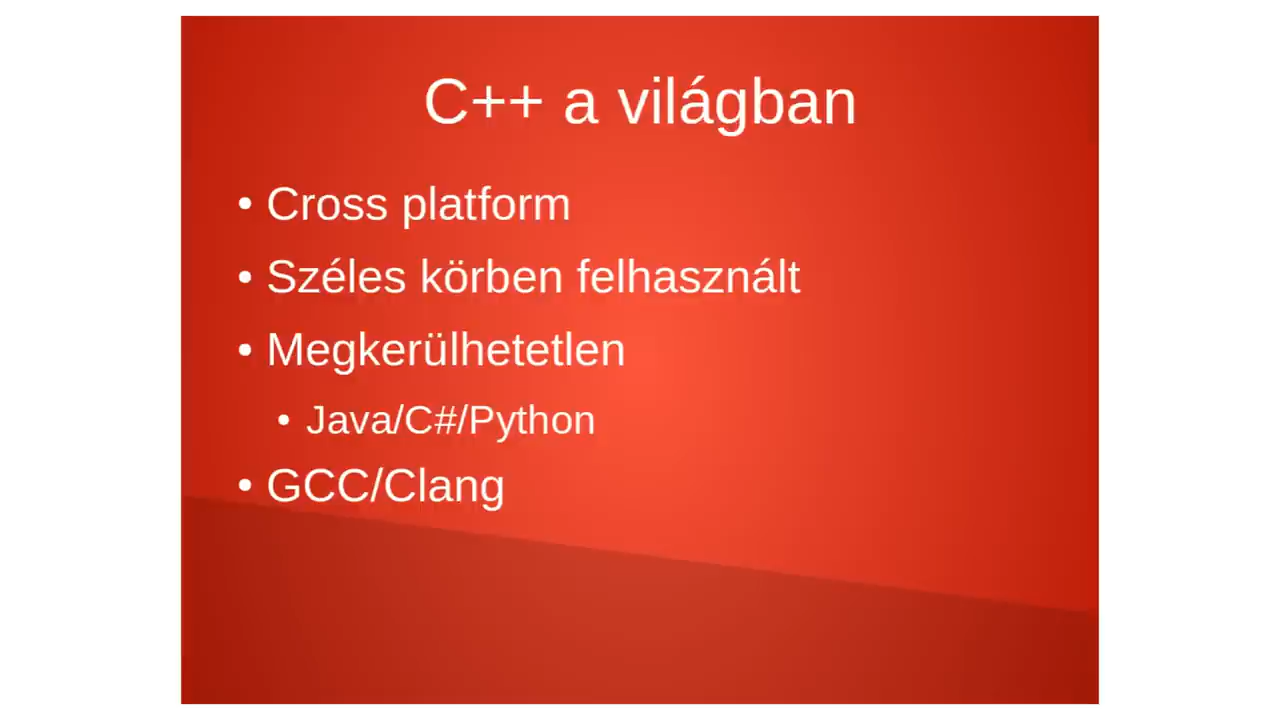 C++ a világban
• Cross platform
• Széles körben felhasznált
• Megkerülhetetlen
• Java/C#/Python
• GCC/Clang